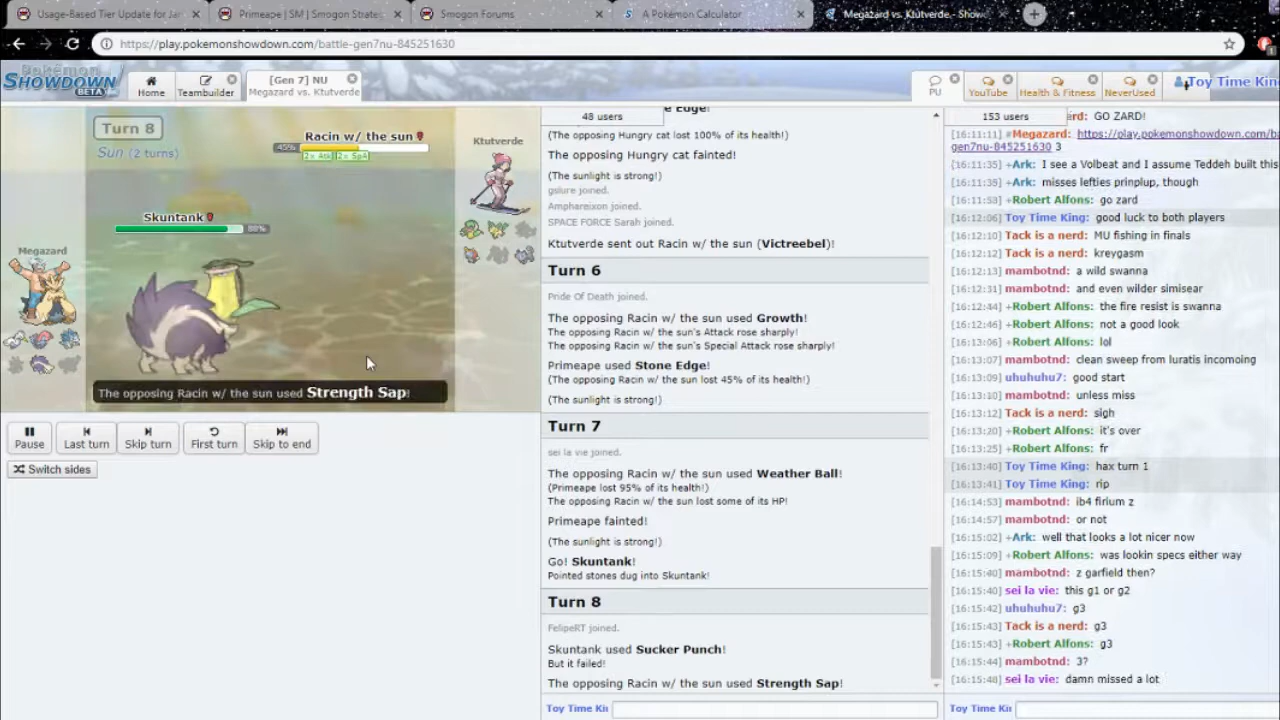 Usage-Based Tier Update for Jan
Primeape | SM | Smogon Strate
Smogon Forums
A Pokémon Calculator
Megazard vs. Ktutverde. - Show
https://play.pokemonshowdown.com/battle-gen7nu-845251630
Pokémon
SHOWDOWN
BETA
Home
Teambuilder
[Gen 7] NU
Megazard vs. Ktutverde
PU
YouTube
Health & Fitness
NeverUsed
Toy Time King
Turn 8
Sun (2 turns)
Racin w/ the sun
45%
2× Atk
2× SpA
Skuntank
88%
Megazard
Ktutverde
The opposing Racin w/ the sun used Strength Sap!
Pause
Last turn
Skip turn
First turn
Skip to end
Switch sides
48 users
e Edge!
(The opposing Hungry cat lost 100% of its health!)
The opposing Hungry cat fainted!
(The sunlight is strong!)
gslure joined.
Amphareixon joined.
SPACE FORCE Sarah joined.
Ktutverde sent out Racin w/ the sun (Victreebel)!
Turn 6
Pride Of Death joined.
The opposing Racin w/ the sun used Growth!
The opposing Racin w/ the sun's Attack rose sharply!
The opposing Racin w/ the sun's Special Attack rose sharply!
Primeape used Stone Edge!
(The opposing Racin w/ the sun lost 45% of its health!)
(The sunlight is strong!)
Turn 7
sei la vie joined.
The opposing Racin w/ the sun used Weather Ball!
(Primeape lost 95% of its health!)
The opposing Racin w/ the sun lost some of its HP!
Primeape fainted!
(The sunlight is strong!)
Go! Skuntank!
Pointed stones dug into Skuntank!
Turn 8
FelipeRT joined.
Skuntank used Sucker Punch!
But it failed!
The opposing Racin w/ the sun used Strength Sap!
Toy Time Kin
153 users
ard: GO ZARD!
[16:11:11] #Megazard: https://play.pokemonshowdown.com/b
gen7nu-845251630 3
[16:11:35] +Ark: I see a Volbeat and I assume Teddeh built this
[16:11:35] +Ark: misses lefties prinplup, though
[16:11:53] +Robert Alfons: go zard
[16:12:06] Toy Time King: good luck to both players
[16:12:10] Tack is a nerd: MU fishing in finals
[16:12:12] Tack is a nerd: kreygasm
[16:12:13] mambotnd: a wild swanna
[16:12:31] mambotnd: and even wilder simisear
[16:12:44] +Robert Alfons: the fire resist is swanna
[16:12:46] +Robert Alfons: not a good look
[16:13:06] +Robert Alfons: lol
[16:13:07] mambotnd: clean sweep from luratis incomoing
[16:13:09] uhuhuhu7: good start
[16:13:10] mambotnd: unless miss
[16:13:12] Tack is a nerd: sigh
[16:13:20] +Robert Alfons: it's over
[16:13:25] +Robert Alfons: fr
[16:13:40] Toy Time King: hax turn 1
[16:13:41] Toy Time King: rip
[16:14:53] mambotnd: ib4 firium z
[16:14:57] mambotnd: or not
[16:15:02] +Ark: well that looks a lot nicer now
[16:15:09] +Robert Alfons: was lookin specs either way
[16:15:40] mambotnd: z garfield then?
[16:15:40] sei la vie: this g1 or g2
[16:15:42] uhuhuhu7: g3
[16:15:43] Tack is a nerd: g3
[16:15:43] +Robert Alfons: g3
[16:15:44] mambotnd: 3?
[16:15:48] sei la vie: damn missed a lot
Toy Time Kin